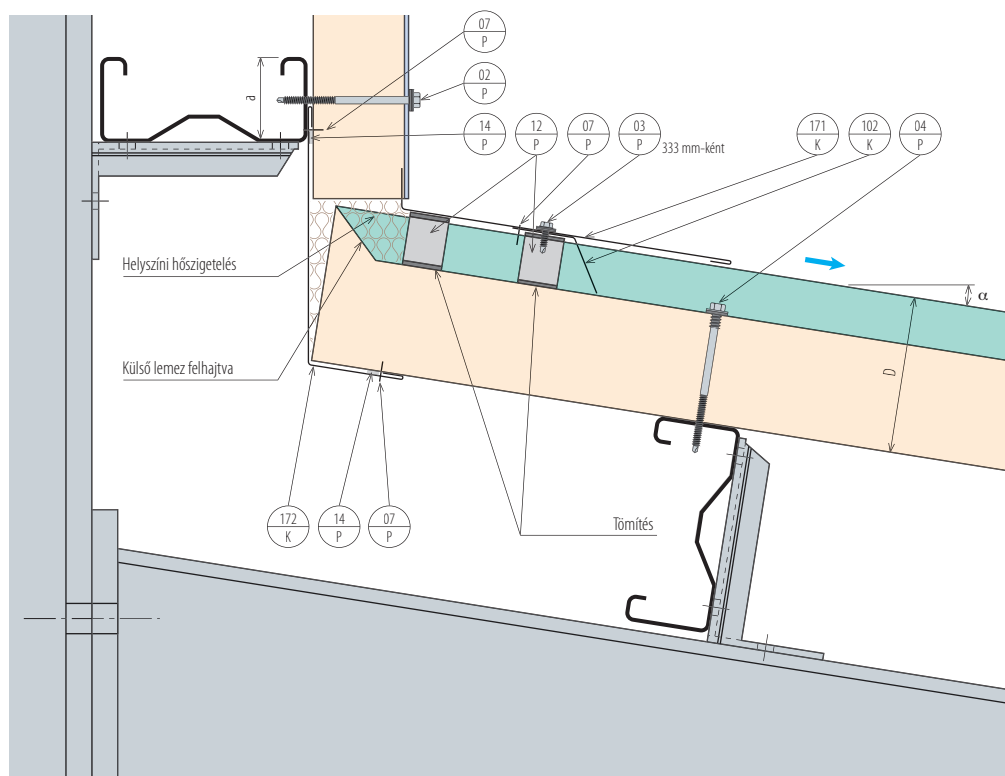 07
P
02
P
a
14
P
12
P
07
P
03
P
333 mm-ként
171
K
102
K
04
P
Helyszíni hőszigetelés
α
D
Külső lemez felhajtva
172
K
14
P
07
P
Tömítés